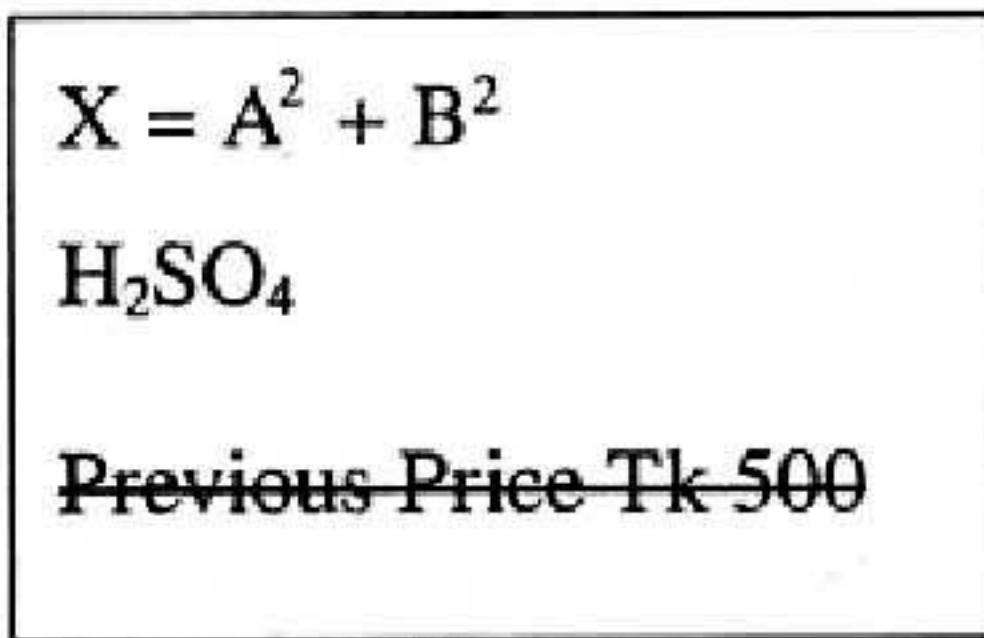 X = A² + B²
H₂SO₄
Previous Price Tk 500